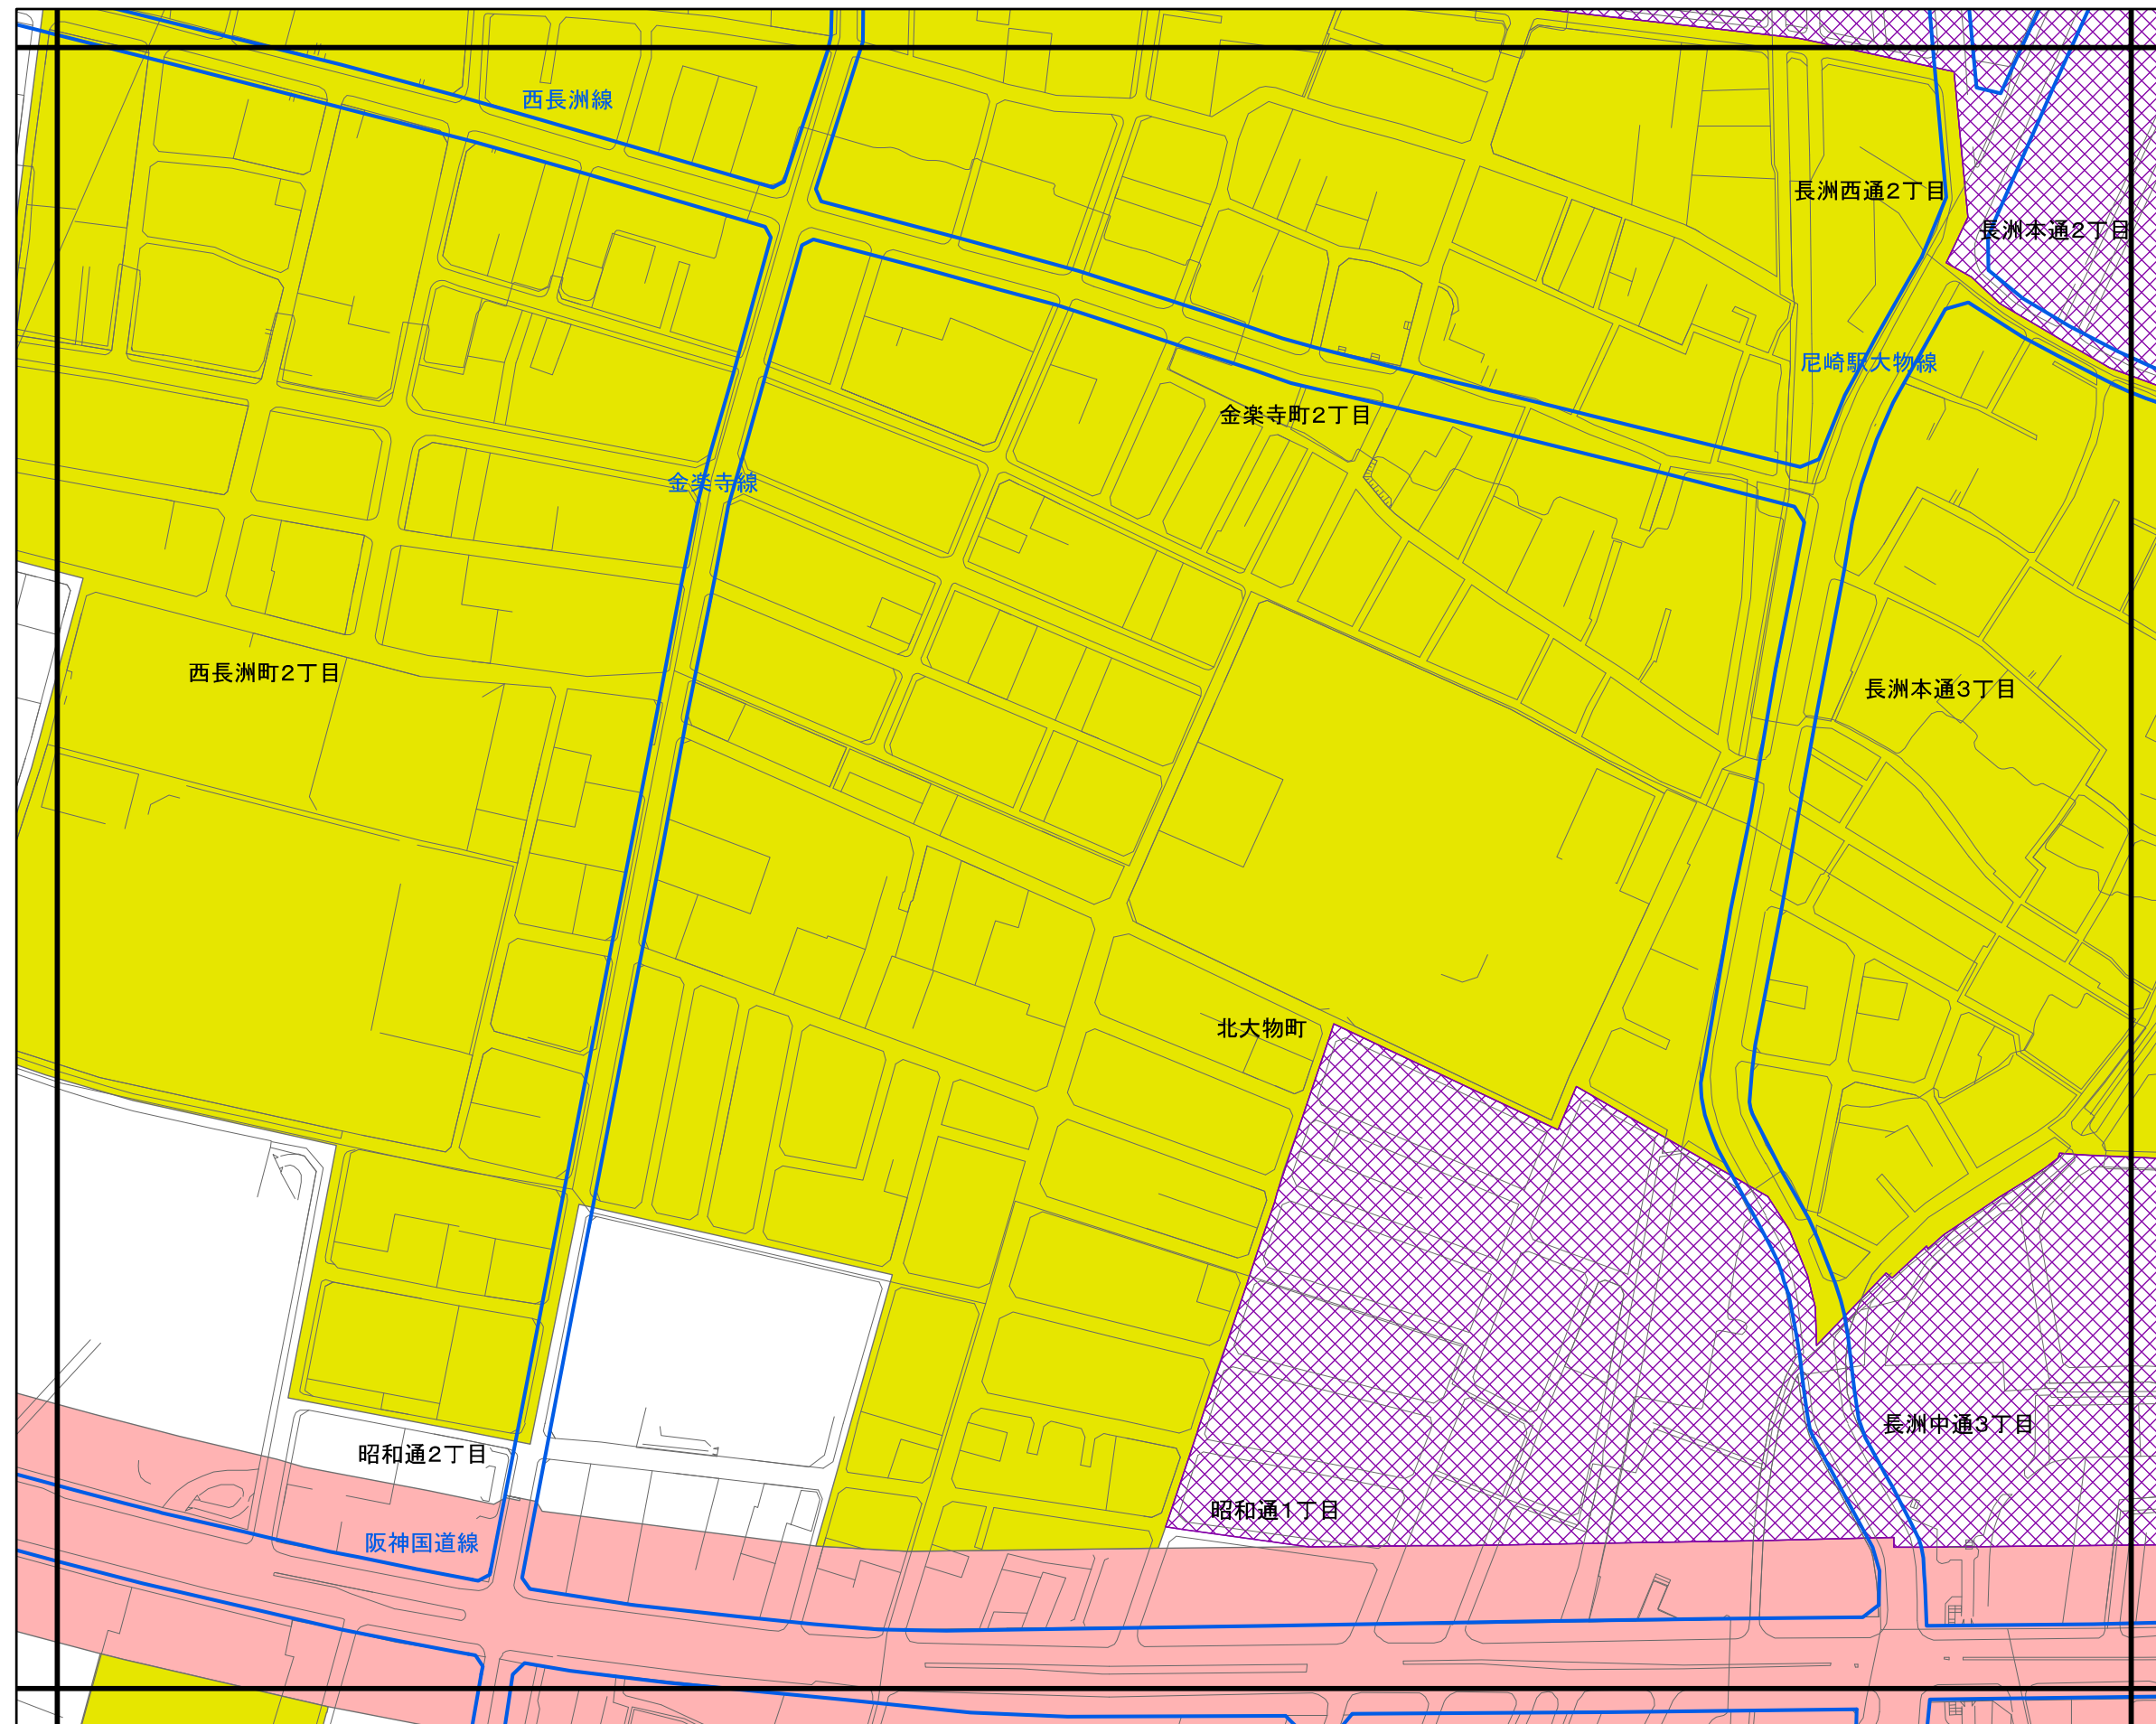 西長洲線
長洲西通2丁目
長洲本通2丁目
尼崎駅大物線
金楽寺町2丁目
金楽寺線
西長洲町2丁目
長洲本通3丁目
北大物町
長洲中通3丁目
昭和通2丁目
昭和通1丁目
阪神国道線